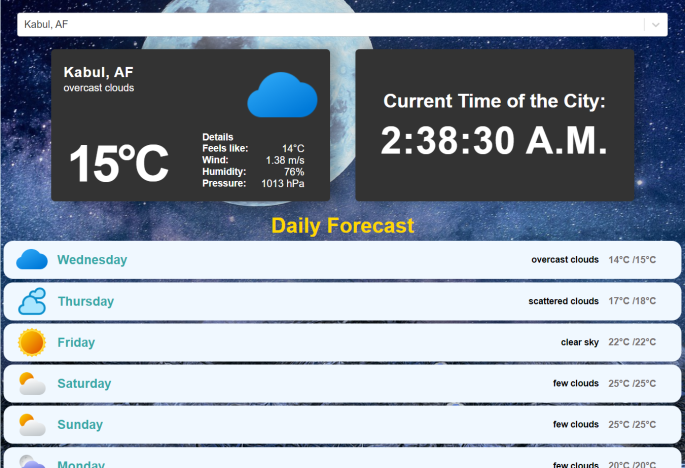 Kabul, AF
Kabul, AF
overcast clouds
15°C
Details
Feels like: 14°C
Wind: 1.38 m/s
Humidity: 76%
Pressure: 1013 hPa
Current Time of the City:
2:38:30 A.M.
Daily Forecast
Wednesday overcast clouds 14°C /15°C
Thursday scattered clouds 17°C /18°C
Friday clear sky 22°C /22°C
Saturday few clouds 25°C /25°C
Sunday few clouds 25°C /25°C
Monday few clouds 20°C /20°C